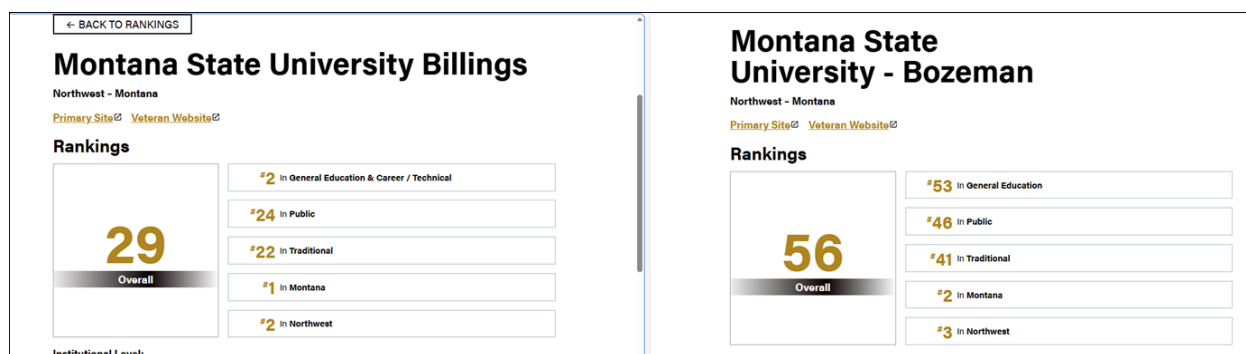 ← BACK TO RANKINGS
Montana State University Billings
Northwest – Montana
Primary Site Veteran Website
Rankings
29
Overall
#2 In General Education & Career / Technical
#24 In Public
#22 In Traditional
#1 In Montana
#2 In Northwest
Institutional Level:
Montana State
University - Bozeman
Northwest – Montana
Primary Site Veteran Website
Rankings
56
Overall
#53 In General Education
#46 In Public
#41 In Traditional
#2 In Montana
#3 In Northwest